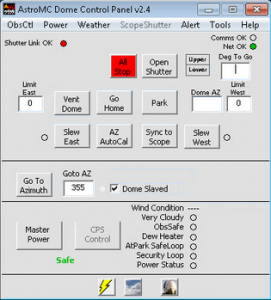 AstroMC Dome Control Panel v2.4
ObsCtl Power Weather ScopeShutter Alert Tools Help
Shutter Link OK
Comms OK
Net OK
All Stop
Open Shutter
Upper
Lower
Deg To Go
Limit East
0
Vent Dome
Go Home
Park
Dome AZ
Limit West
0
Slew East
AZ AutoCal
Sync to Scope
Slew West
Go To Azimuth
Goto AZ
355
Dome Slaved
Master Power
CPS Control
Safe
Wind Condition ----
Very Cloudy
ObsSafe
Dew Heater
AtPark SafeLoop
Security Loop
Power Status